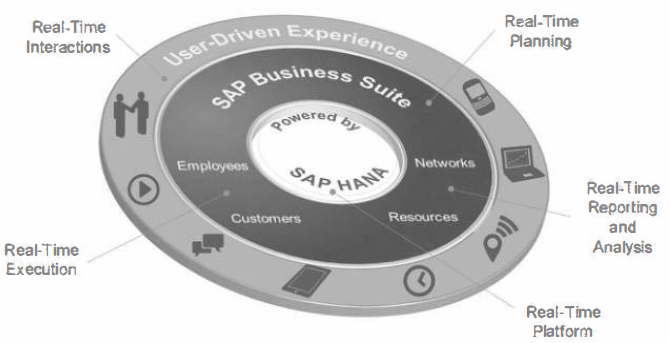 Real-Time
Interactions
Real-Time
Planning
User-Driven Experience
SAP Business Suite
Powered by
SAP HANA
Employees
Networks
Customers
Resources
Real-Time
Reporting
and
Analysis
Real-Time
Execution
Real-Time
Platform